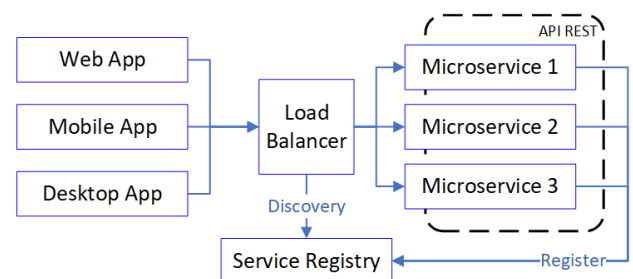 API REST
Web App
Microservice 1
Load
Balancer
Mobile App
Microservice 2
Desktop App
Microservice 3
Discovery
Service Registry
Register